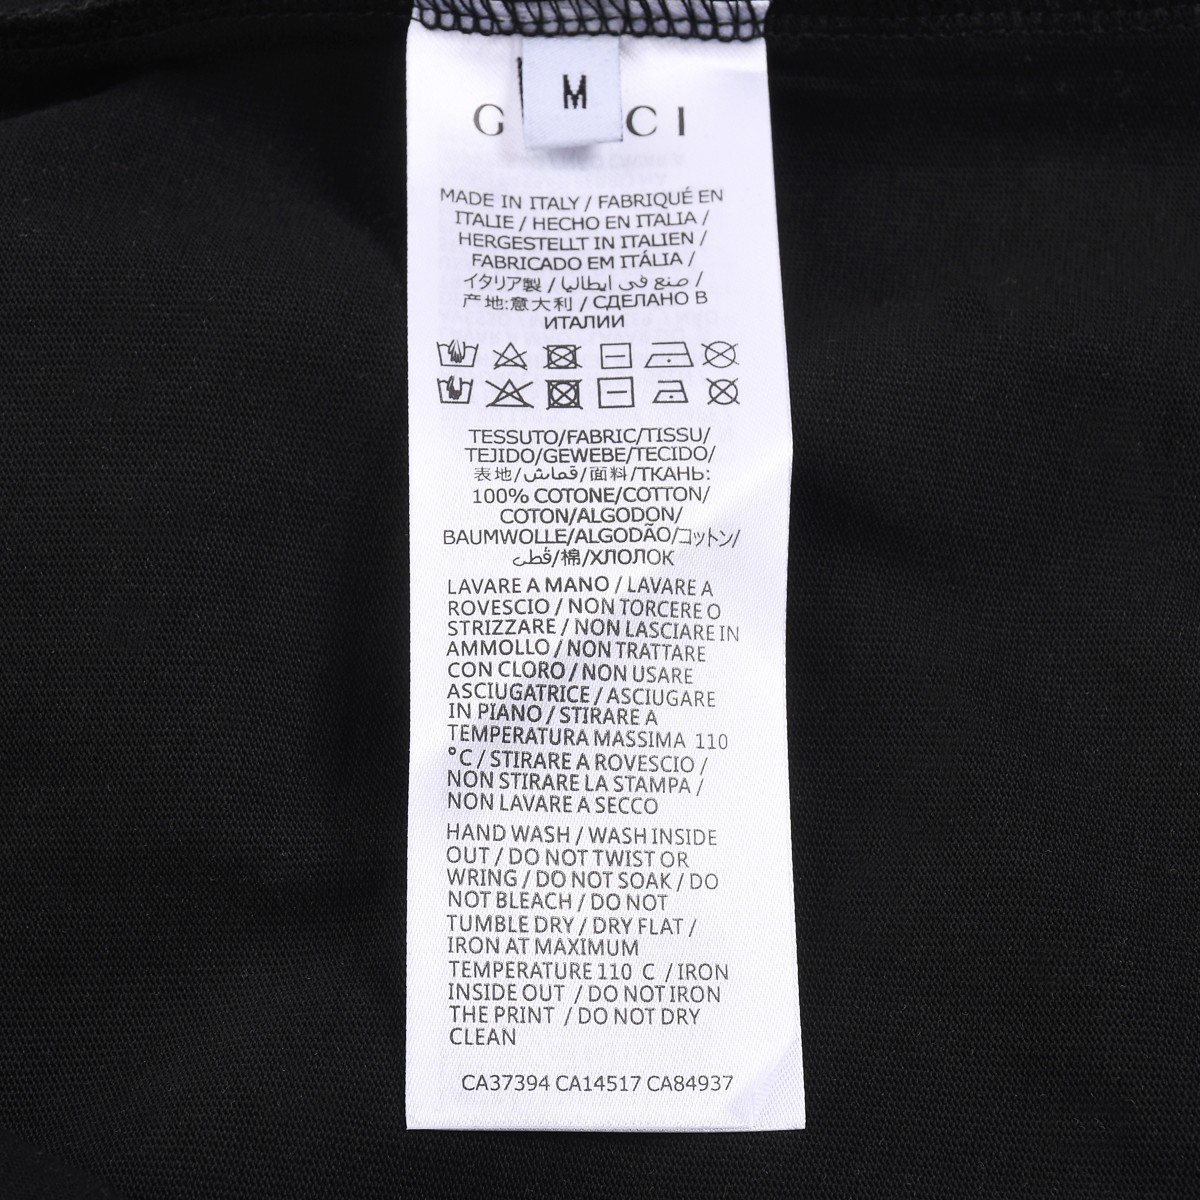 M
G CI
MADE IN ITALY / FABRIQUÉ EN
ITALIE / HECHO EN ITALIA /
HERGESTELLT IN ITALIEN /
FABRICADO EM ITÁLIA /
イタリア製 / صنع في ايطاليا /
产地:意大利 / СДЕЛАНО В
ИТАЛИИ
TESSUTO/FABRIC/TISSU/
TEJIDO/GEWEBE/TECIDO/
表地/قماش/面料/ТКАНЬ:
100% COTONE/COTTON/
COTON/ALGODON/
BAUMWOLLE/ALGODÃO/コットン/
قطن/棉/ХЛОПОК
LAVARE A MANO / LAVARE A
ROVESCIO / NON TORCERE O
STRIZZARE / NON LASCIARE IN
AMMOLLO / NON TRATTARE
CON CLORO / NON USARE
ASCIUGATRICE / ASCIUGARE
IN PIANO / STIRARE A
TEMPERATURA MASSIMA 110
°C / STIRARE A ROVESCIO /
NON STIRARE LA STAMPA /
NON LAVARE A SECCO
HAND WASH / WASH INSIDE
OUT / DO NOT TWIST OR
WRING / DO NOT SOAK / DO
NOT BLEACH / DO NOT
TUMBLE DRY / DRY FLAT /
IRON AT MAXIMUM
TEMPERATURE 110 C / IRON
INSIDE OUT / DO NOT IRON
THE PRINT / DO NOT DRY
CLEAN
CA37394 CA14517 CA84937